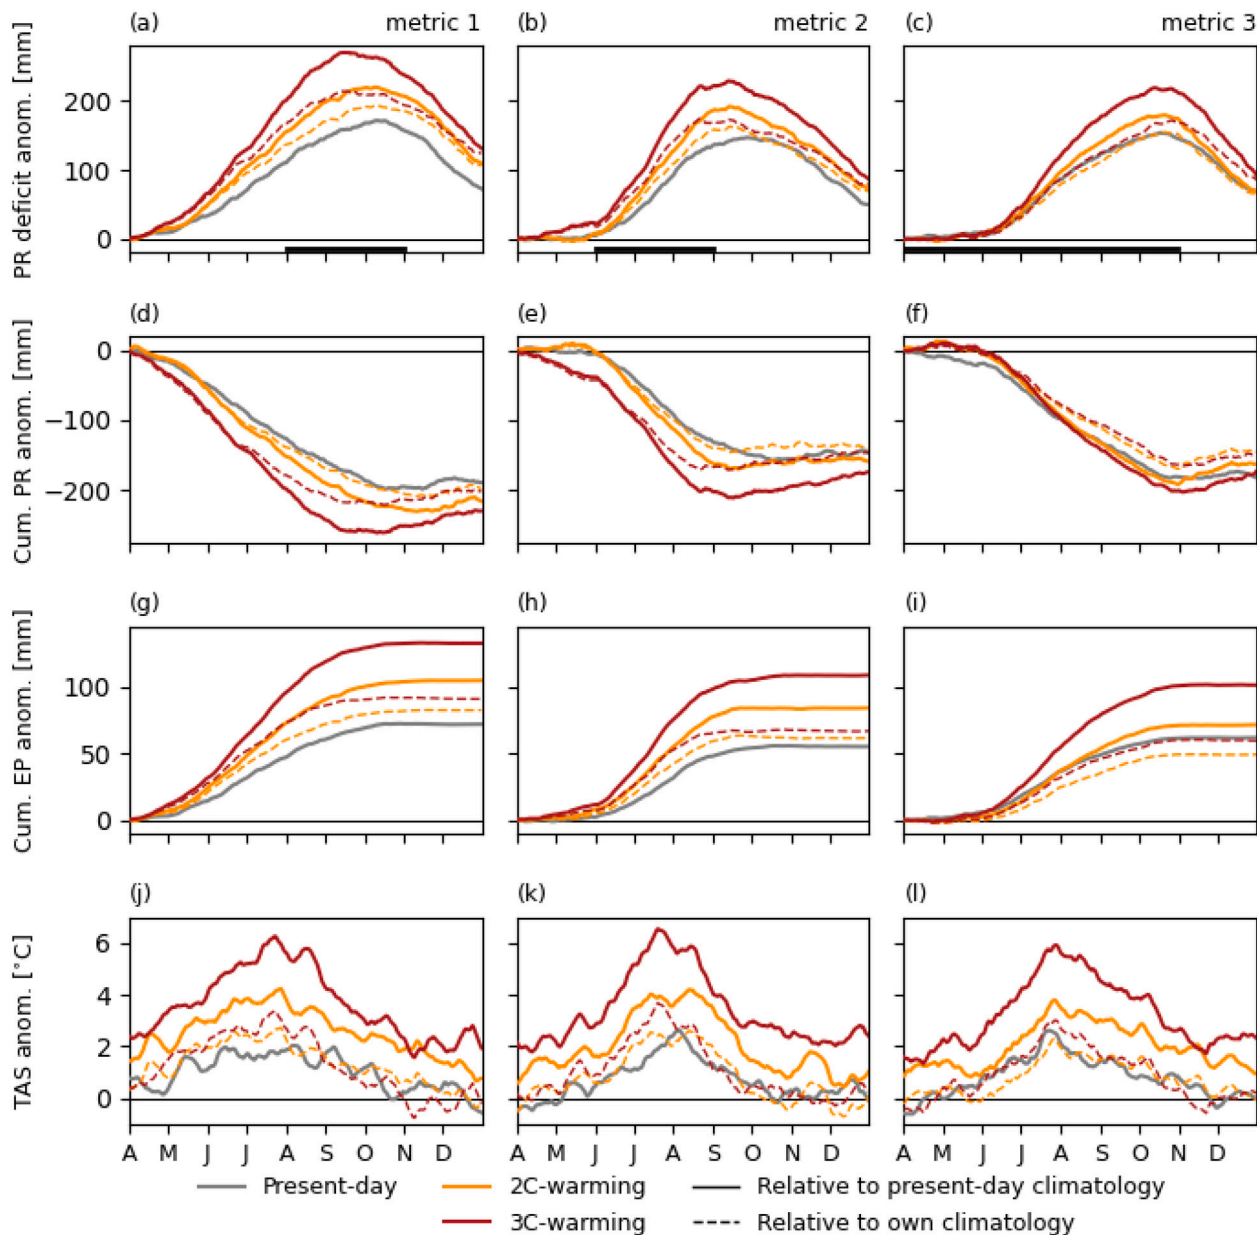 (a) metric 1 (b) metric 2 (c) metric 3
PR deficit anom. [mm]
200
100
0
(d) (e) (f)
Cum. PR anom. [mm]
0
−100
−200
(g) (h) (i)
Cum. EP anom. [mm]
100
50
0
(j) (k) (l)
TAS anom. [°C]
6
4
2
0
A M J J A S O N D A M J J A S O N D A M J J A S O N D
Present-day 2C-warming Relative to present-day climatology
3C-warming Relative to own climatology